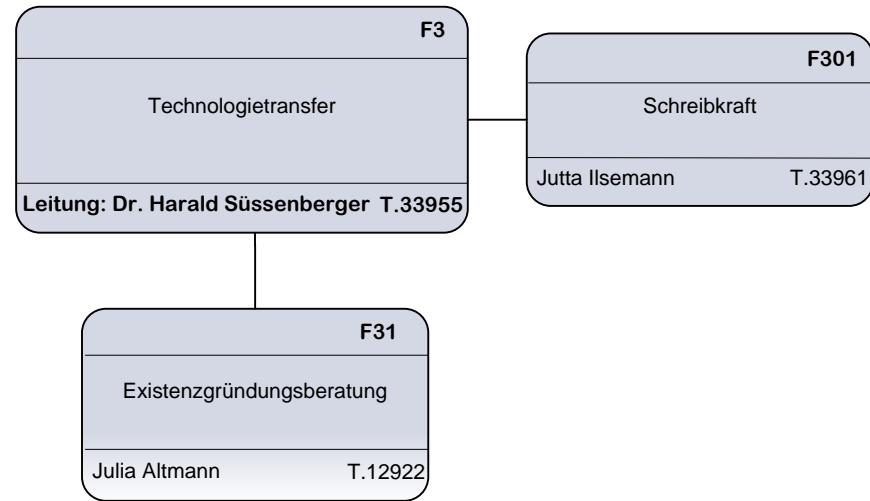 F3
Technologietransfer
Leitung: Dr. Harald Süssenberger T.33955
F301
Schreibkraft
Jutta Ilsemann T.33961
F31
Existenzgründungsberatung
Julia Altmann T.12922